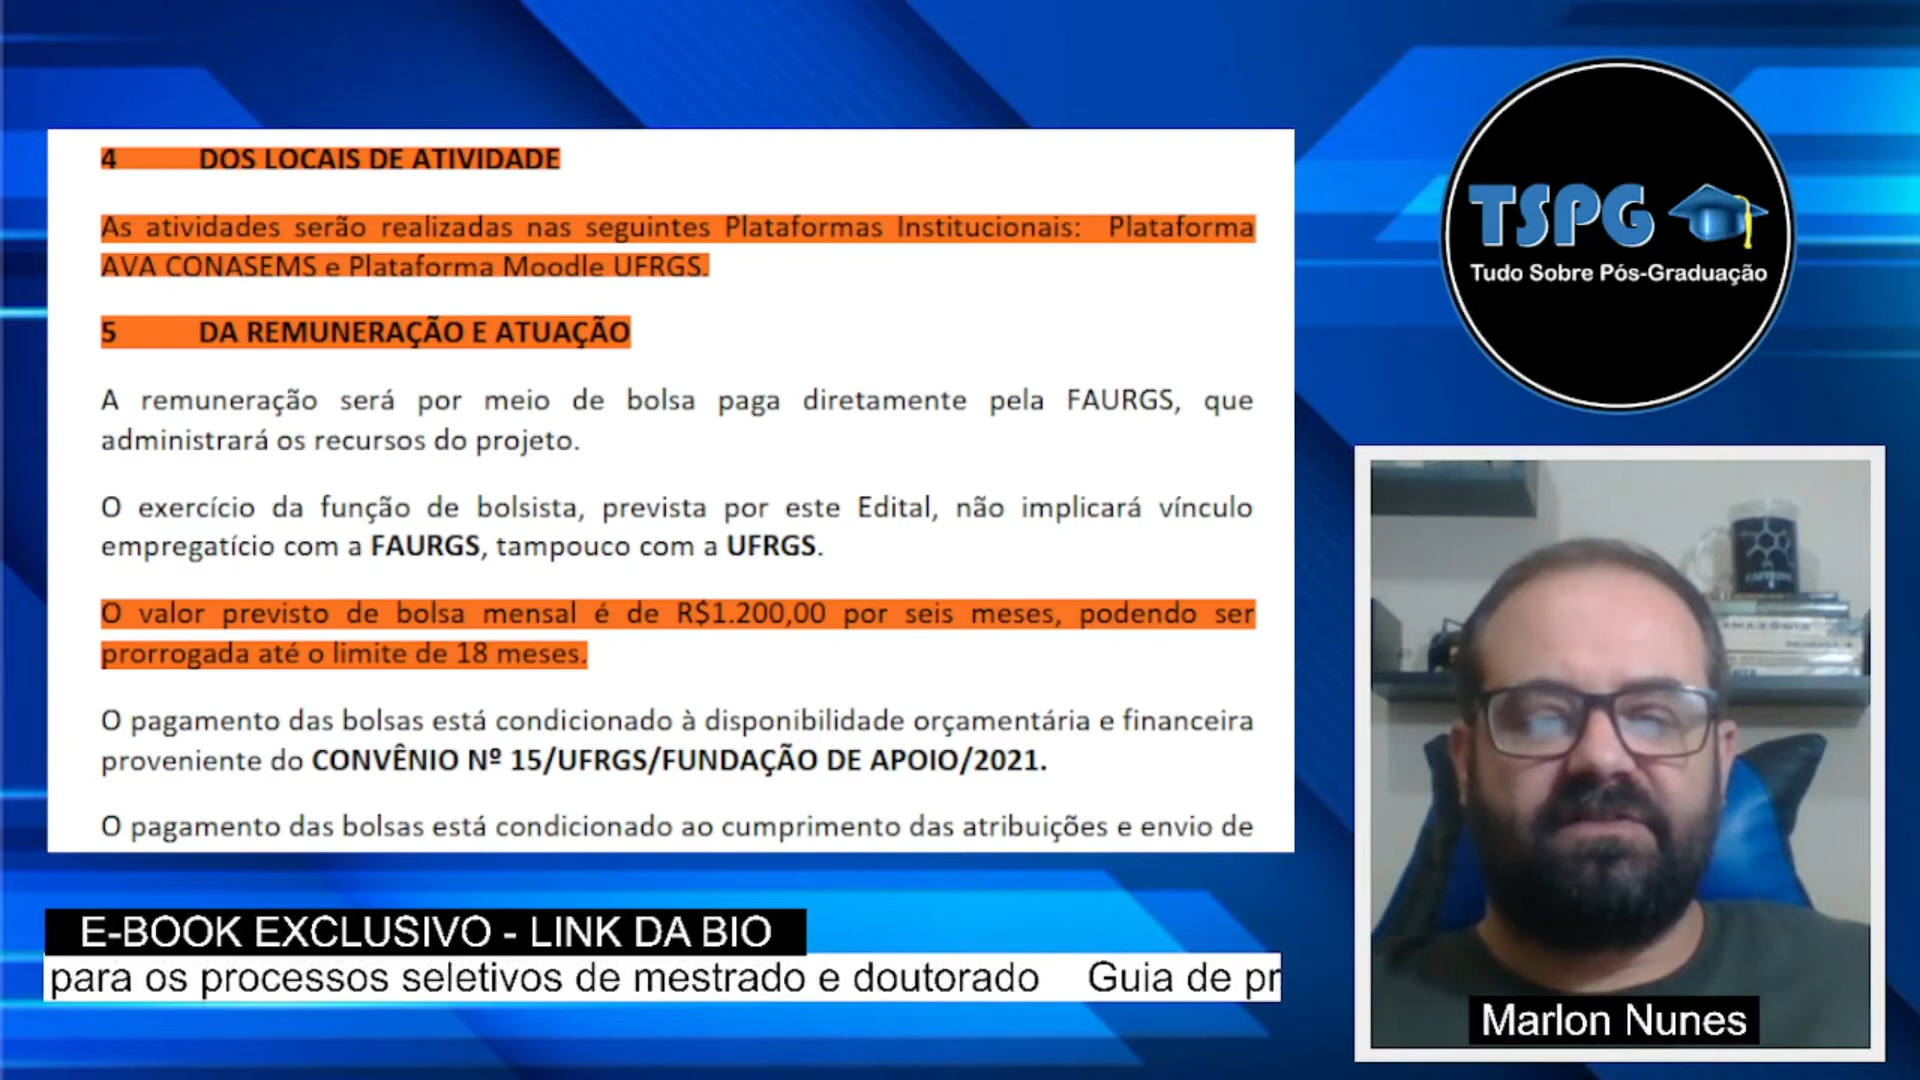 4 DOS LOCAIS DE ATIVIDADE
As atividades serão realizadas nas seguintes Plataformas Institucionais: Plataforma
AVA CONASEMS e Plataforma Moodle UFRGS.
5 DA REMUNERAÇÃO E ATUAÇÃO
A remuneração será por meio de bolsa paga diretamente pela FAURGS, que
administrará os recursos do projeto.
O exercício da função de bolsista, prevista por este Edital, não implicará vínculo
empregatício com a FAURGS, tampouco com a UFRGS.
O valor previsto de bolsa mensal é de R$1.200,00 por seis meses, podendo ser
prorrogada até o limite de 18 meses.
O pagamento das bolsas está condicionado à disponibilidade orçamentária e financeira
proveniente do CONVÊNIO Nº 15/UFRGS/FUNDAÇÃO DE APOIO/2021.
O pagamento das bolsas está condicionado ao cumprimento das atribuições e envio de
TSPG
Tudo Sobre Pós-Graduação
AMAZÔNIA
Marlon Nunes
E-BOOK EXCLUSIVO - LINK DA BIO
para os processos seletivos de mestrado e doutorado Guia de pr